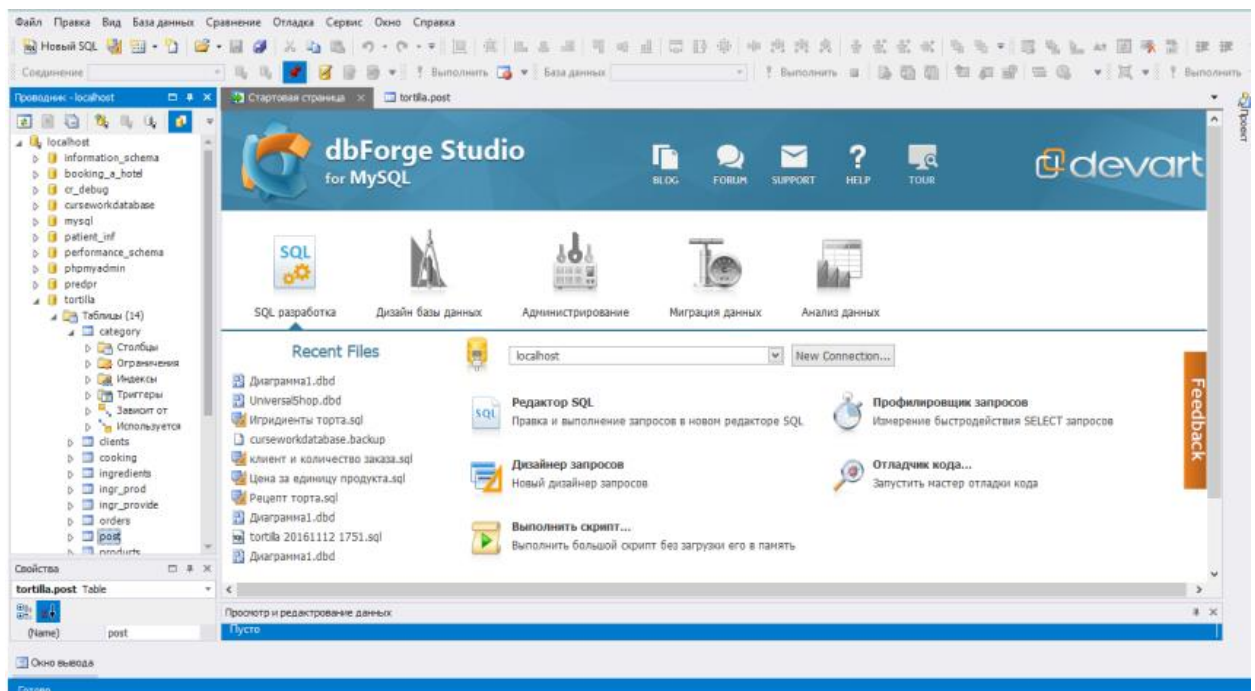 Файл Правка Вид База данных Сравнение Отладка Сервис Окно Справка
Новый SQL
Соединение Выполнить База данных Выполнить Выполнить
Проводник - localhost
Стартовая страница tortilla.post
Проект
localhost
information_schema
booking_a_hotel
cr_debug
curseworkdatabase
mysql
patient_inf
performance_schema
phpmyadmin
predpr
tortilla
Таблицы (14)
category
Столбцы
Ограничения
Индексы
Триггеры
Зависит от
Используется
clients
cooking
ingredients
ingr_prod
ingr_provide
orders
post
products
Свойства
tortilla.post Table
(Name) post
dbForge Studio
for MySQL
BLOG FORUM SUPPORT HELP TOUR
devart
SQL
SQL разработка Дизайн базы данных Администрирование Миграция данных Анализ данных
Recent Files
Диаграмма1.dbd
UniversalShop.dbd
Игридиенты торта.sql
curseworkdatabase.backup
клиент и количество заказа.sql
Цена за единицу продукта.sql
Рецепт торта.sql
Диаграмма1.dbd
tortilla 20161112 1751.sql
Диаграмма1.dbd
localhost New Connection...
SQL
Редактор SQL
Правка и выполнение запросов в новом редакторе SQL
Профилировщик запросов
Измерение быстродействия SELECT запросов
Дизайнер запросов
Новый дизайнер запросов
Отладчик кода...
Запустить мастер отладки кода
Выполнить скрипт...
Выполнить большой скрипт без загрузки его в память
Feedback
Просмотр и редактрование данных
Пусто
Окно вывода
Готово